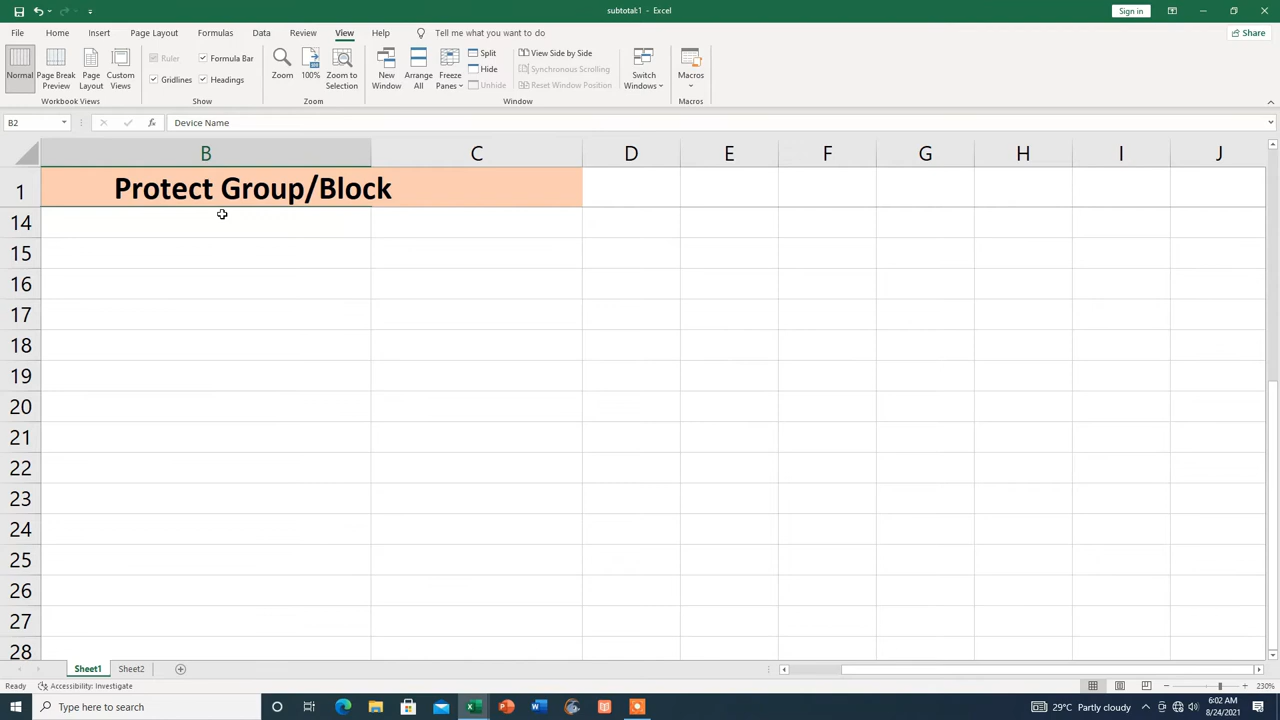 subtotal:1 - Excel
Sign in
File Home Insert Page Layout Formulas Data Review View Help Tell me what you want to do Share
Normal
Page Break Preview
Page Layout
Custom Views
Workbook Views
Ruler
Formula Bar
Gridlines
Headings
Show
Zoom
100%
Zoom to Selection
Zoom
New Window
Arrange All
Freeze Panes
Split
Hide
Unhide
View Side by Side
Synchronous Scrolling
Reset Window Position
Window
Switch Windows
Macros
Macros
B2 fx Device Name
B C D E F G H I J
1 Protect Group/Block
14
15
16
17
18
19
20
21
22
23
24
25
26
27
28
Sheet1 Sheet2
Ready Accessibility: Investigate 230%
Type here to search 29°C Partly cloudy 6:02 AM
8/24/2021